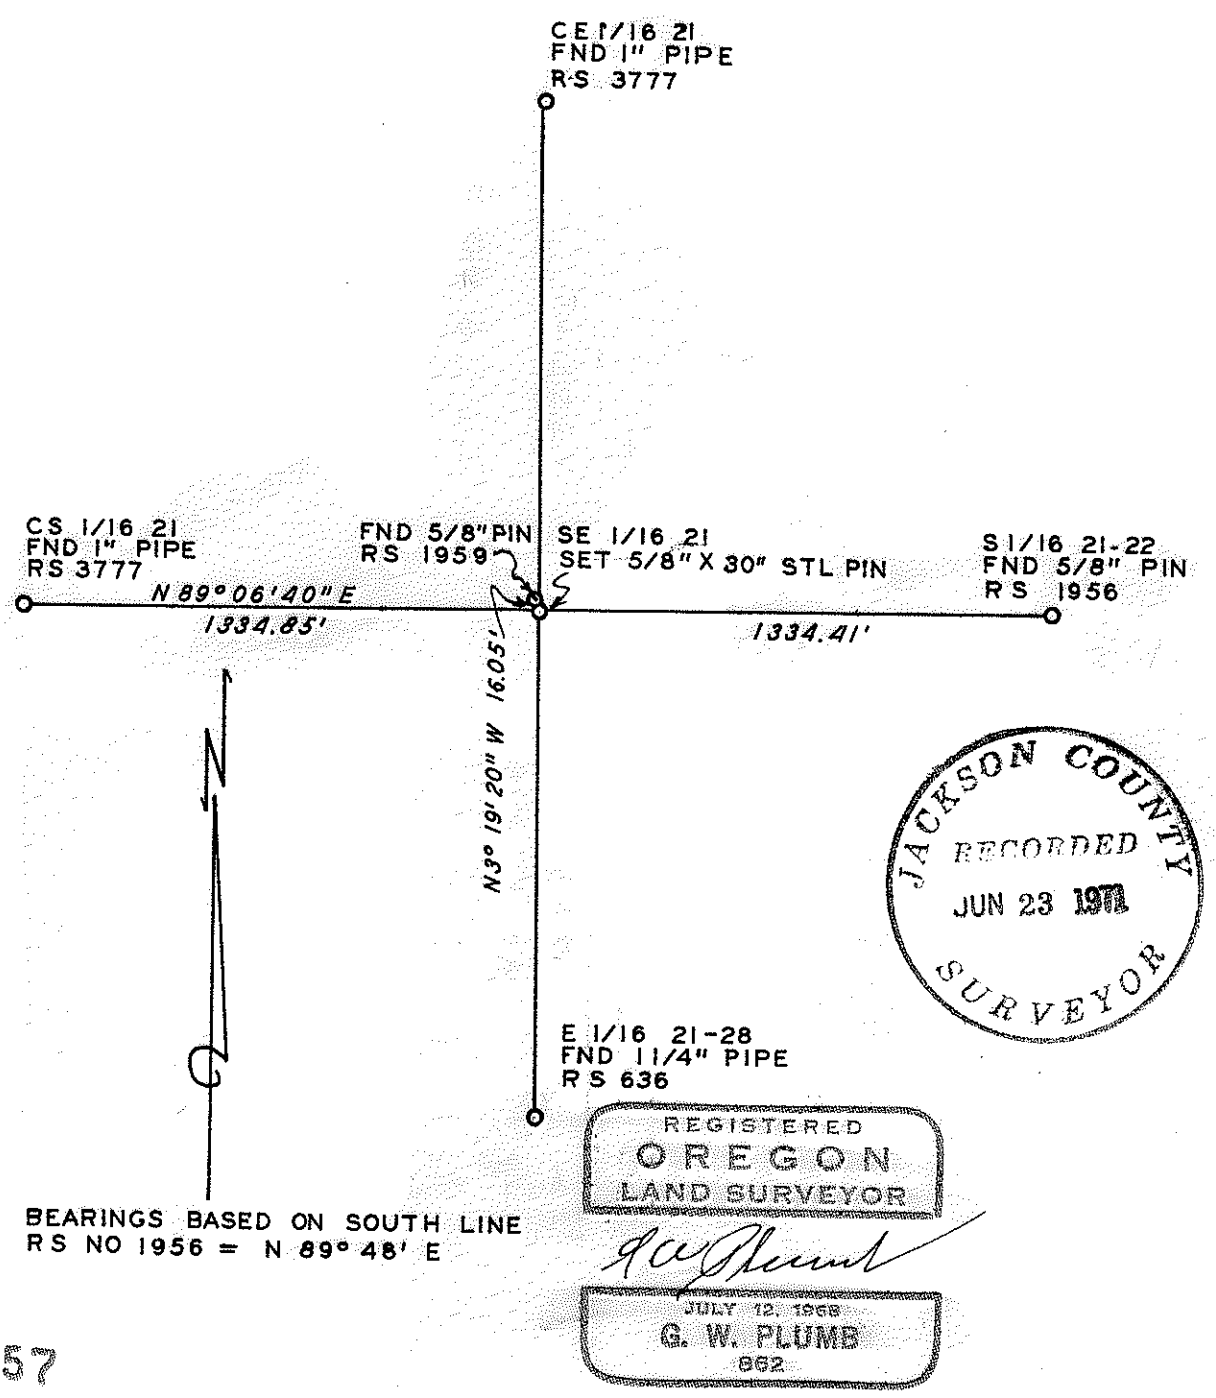 CE 1/16 21
FND 1" PIPE
RS 3777
CS 1/16 21
FND 1" PIPE
RS 3777
FND 5/8" PIN
RS 1959
SE 1/16 21
SET 5/8" X 30" STL PIN
S 1/16 21-22
FND 5/8" PIN
RS 1956
N 89° 06' 40" E
1334.85'
1334.41'
N3° 19' 20" W 16.05'
N
JACKSON COUNTY
RECORDED
JUN 23 1971
SURVEYOR
E 1/16 21-28
FND 1 1/4" PIPE
RS 636
REGISTERED
OREGON
LAND SURVEYOR
G W Plumb
JULY 12, 1968
G. W. PLUMB
862
BEARINGS BASED ON SOUTH LINE
RS NO 1956 = N 89° 48' E
57